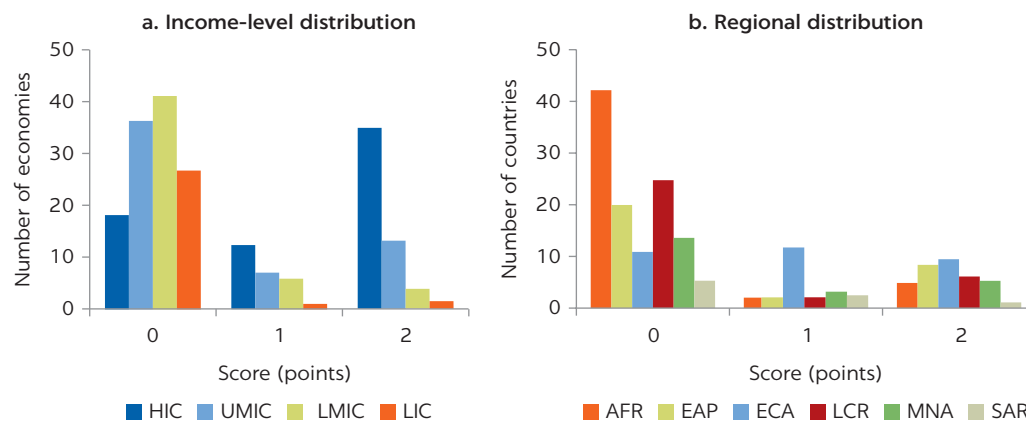 a. Income-level distribution
50
40
30
20
10
0
Number of economies
0 1 2
Score (points)
HIC UMIC LMIC LIC
b. Regional distribution
50
40
30
20
10
0
Number of countries
0 1 2
Score (points)
AFR EAP ECA LCR MNA SAR